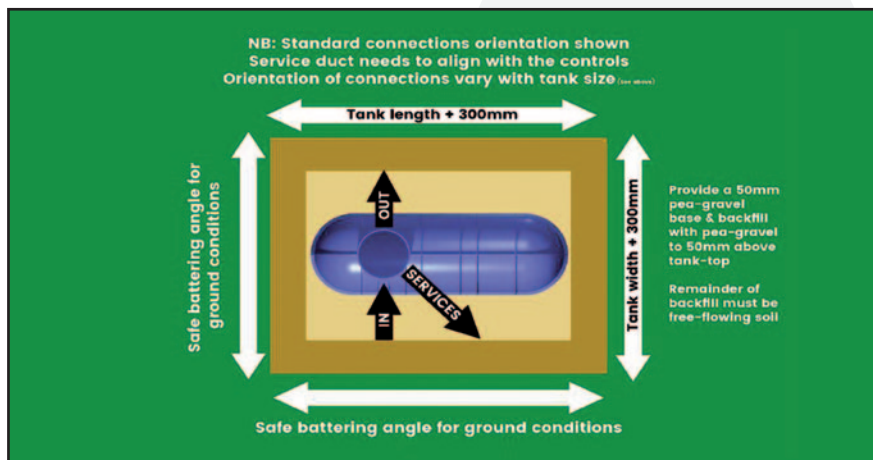 NB: Standard connections orientation shown
Service duct needs to align with the controls
Orientation of connections vary with tank size (See above)
Tank length + 300mm
Safe battering angle for
ground conditions
OUT
IN
SERVICES
Tank width + 300mm
Provide a 50mm
pea-gravel
base & backfill
with pea-gravel
to 50mm above
tank-top
Remainder of
backfill must be
free-flowing soil
Safe battering angle for ground conditions